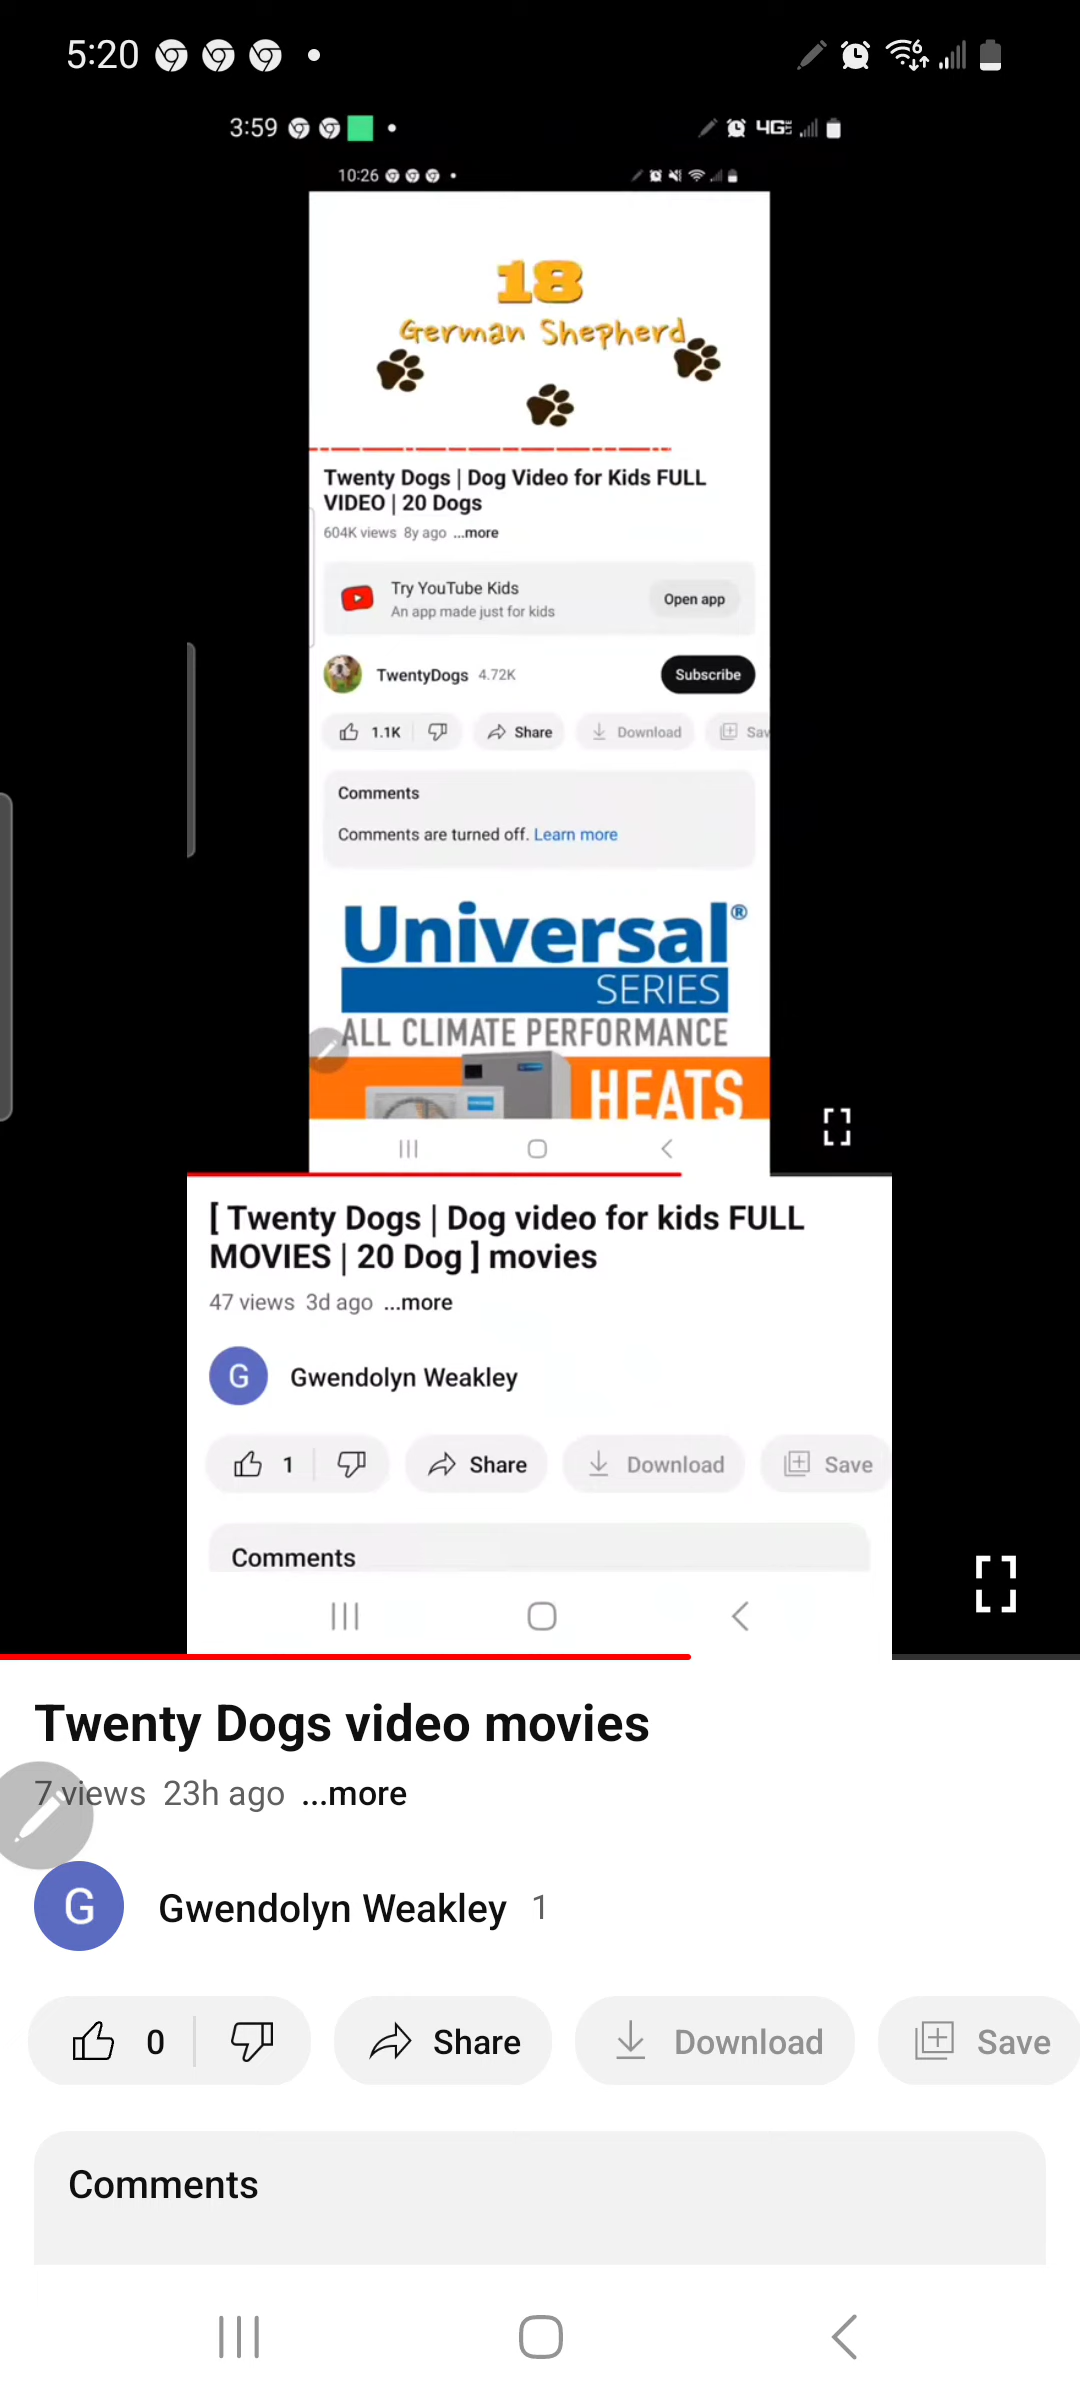 5:20
3:59 4G
10:26
18
German Shepherd
Twenty Dogs | Dog Video for Kids FULL
VIDEO | 20 Dogs
604K views 8y ago ...more
Try YouTube Kids
An app made just for kids
Open app
TwentyDogs 4.72K
Subscribe
1.1K Share Download Sav
Comments
Comments are turned off. Learn more
Universal®
SERIES
ALL CLIMATE PERFORMANCE
HEATS
[ Twenty Dogs | Dog video for kids FULL
MOVIES | 20 Dog ] movies
47 views 3d ago ...more
G Gwendolyn Weakley
1 Share Download Save
Comments
Twenty Dogs video movies
7 views 23h ago ...more
G Gwendolyn Weakley 1
0 Share Download Save
Comments